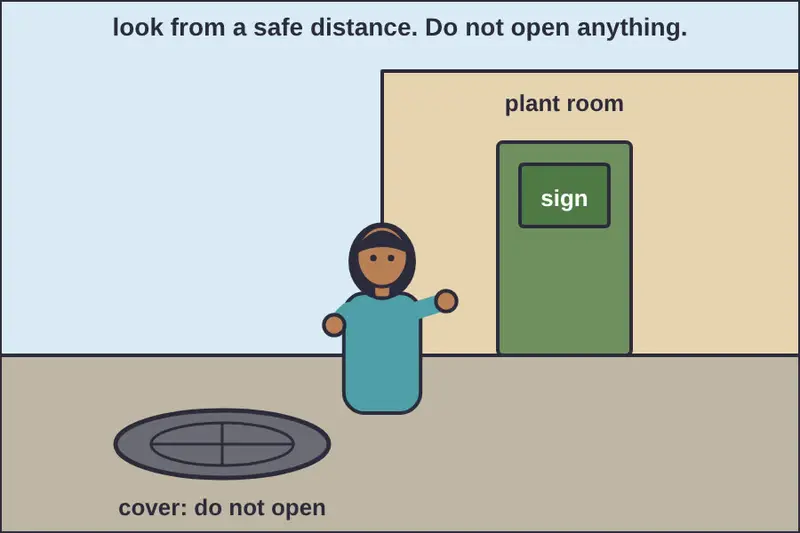 look from a safe distance. Do not open anything.
plant room
sign
cover: do not open